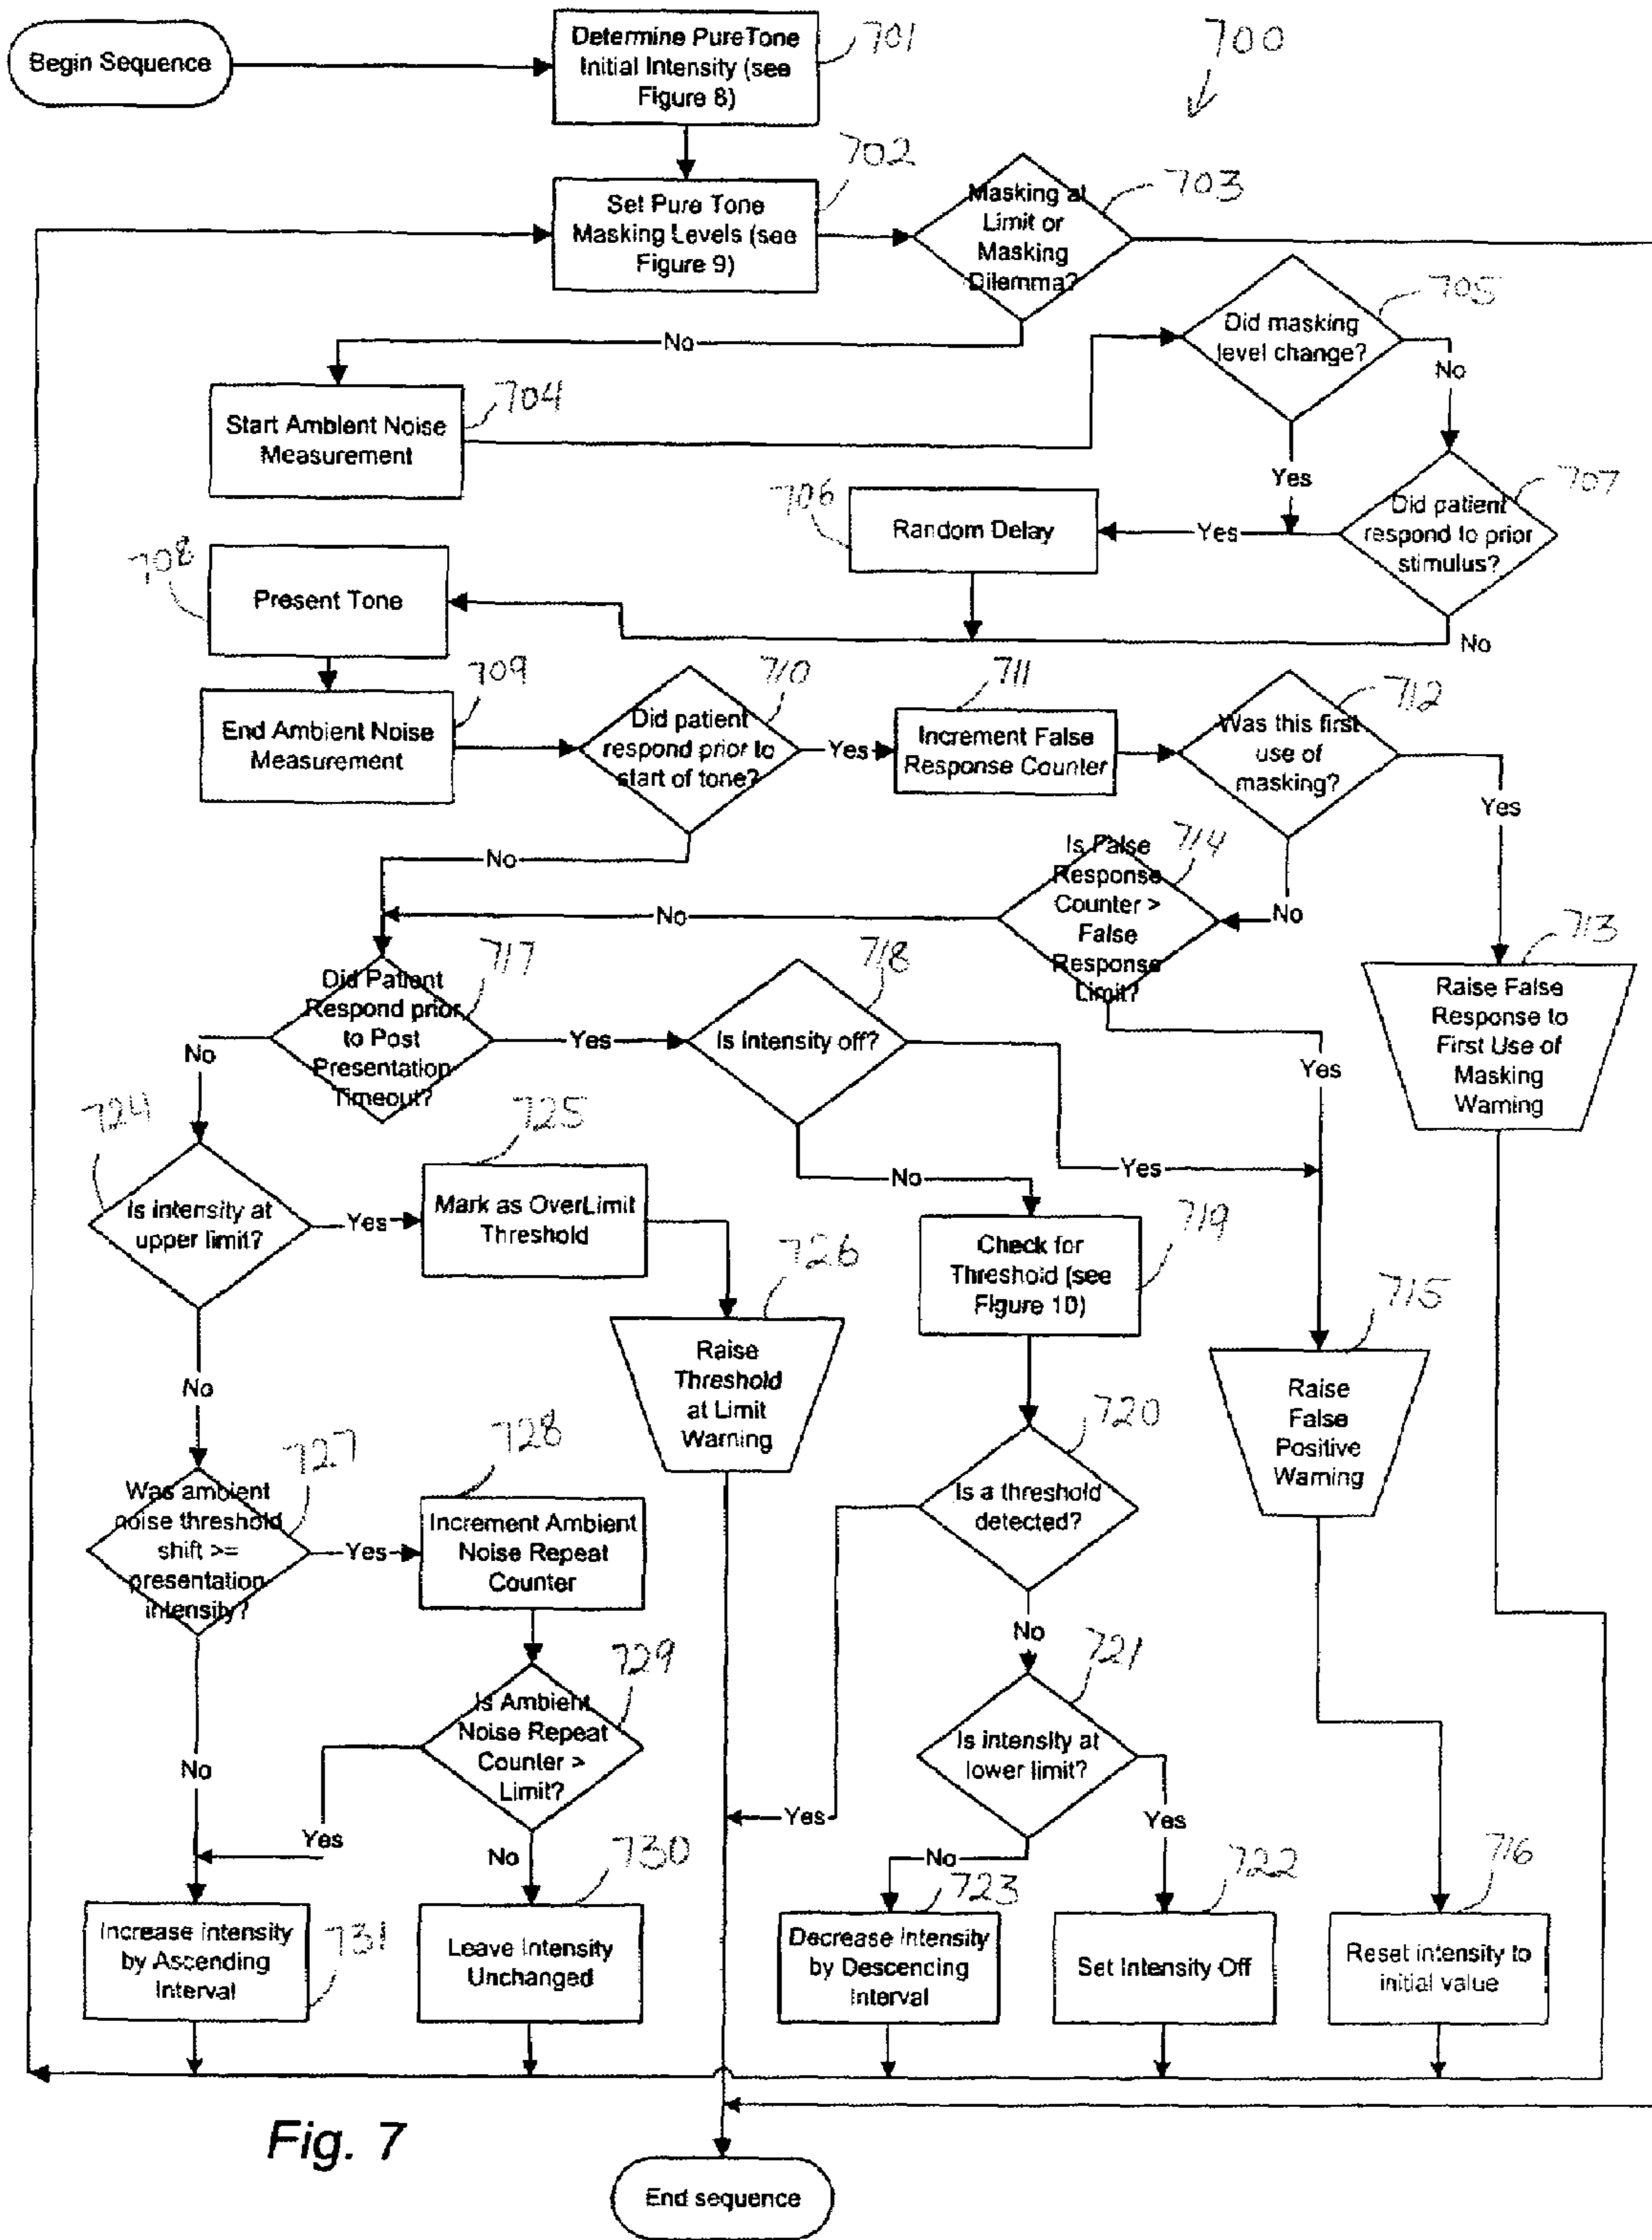 Begin Sequence
Determine PureTone
Initial Intensity (see
Figure 8)
701
700
702
Set Pure Tone
Masking Levels (see
Figure 9)
Masking at
Limit or
Masking
Dilemma?
703
No
705
Did masking
level change?
No
704
Start Ambient Noise
Measurement
Yes
706
Random Delay
Yes
707
Did patient
respond to prior
stimulus?
No
708
Present Tone
709
End Ambient Noise
Measurement
710
Did patient
respond prior to
start of tone?
Yes
711
Increment False
Response Counter
712
Was this first
use of
masking?
Yes
No
No
Is False
Response
Counter >
False
Response
Limit?
714
No
Yes
713
Raise False
Response to
First Use of
Masking
Warning
717
Did Patient
Respond prior
to Post
Presentation
Timeout?
No
Yes
718
Is Intensity off?
Yes
No
724
Is intensity at
upper limit?
Yes
725
Mark as OverLimit
Threshold
726
Raise
Threshold
at Limit
Warning
719
Check for
Threshold (see
Figure 10)
715
Raise
False
Positive
Warning
No
727
Was ambient
noise threshold
shift >=
presentation
intensity?
Yes
728
Increment Ambient
Noise Repeat
Counter
720
Is a threshold
detected?
No
Yes
729
Is Ambient
Noise Repeat
Counter >
Limit?
721
Is intensity at
lower limit?
No
Yes
No
No
Yes
731
Increase intensity
by Ascending
Interval
730
Leave Intensity
Unchanged
723
Decrease Intensity
by Descending
Interval
722
Set Intensity Off
716
Reset intensity to
initial value
Fig. 7
End sequence